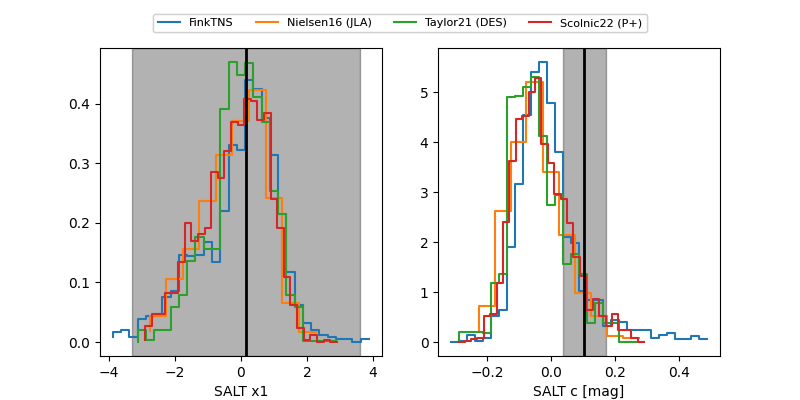 FinkTNS Nielsen16 (JLA) Taylor21 (DES) Scolnic22 (P+)
0.4
0.3
0.2
0.1
0.0
−4 −2 0 2 4
SALT x1
5
4
3
2
1
0
−0.2 0.0 0.2 0.4
SALT c [mag]